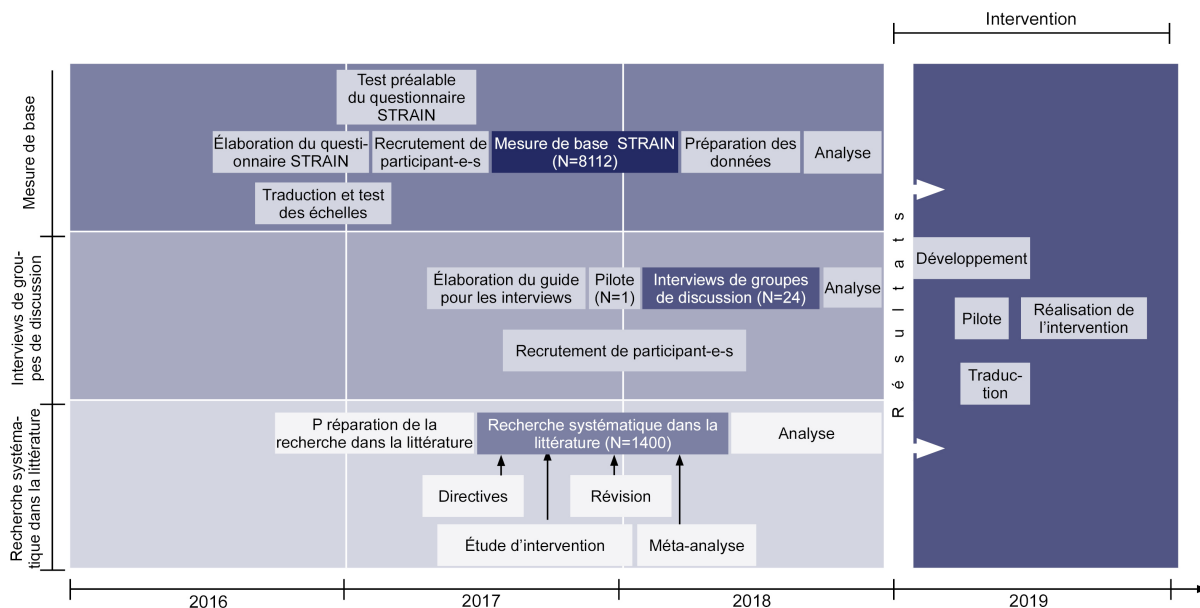 Intervention
Mesure de base
Test préalable
du questionnaire
STRAIN
Élaboration du questi-
onnaire STRAIN
Recrutement de
participant-e-s
Mesure de base STRAIN
(N=8112)
Préparation des
données
Analyse
Traduction et test
des échelles
Interviews de grou-
pes de discussion
Élaboration du guide
pour les interviews
Pilote
(N=1)
Interviews de groupes
de discussion (N=24)
Analyse
Recrutement de participant-e-s
Recherche systéma-
tique dans la littérature
P réparation de la
recherche dans la littérature
Recherche systématique dans la
littérature (N=1400)
Analyse
Directives
Révision
Étude d'intervention
Méta-analyse
Résultats
Développement
Pilote
Réalisation de
l'intervention
Traduc-
tion
2016
2017
2018
2019